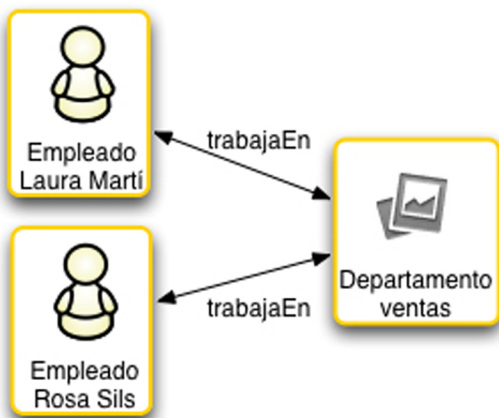 Empleado
Laura Martí
trabajaEn
Departamento
ventas
trabajaEn
Empleado
Rosa Sils